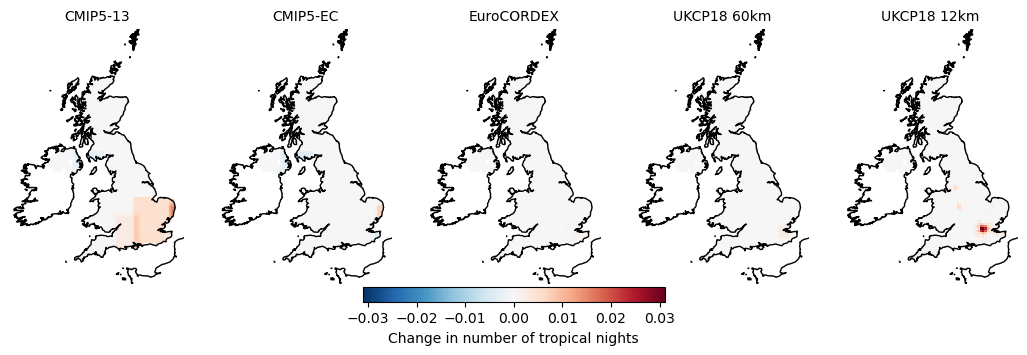 CMIP5-13 CMIP5-EC EuroCORDEX UKCP18 60km UKCP18 12km
−0.03 −0.02 −0.01 0.00 0.01 0.02 0.03
Change in number of tropical nights